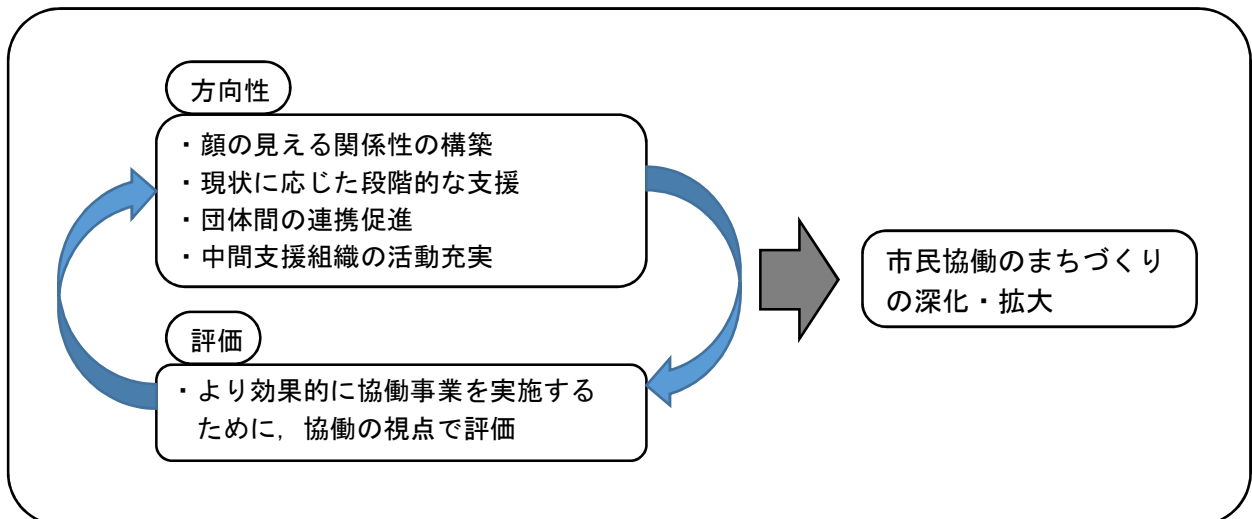 方向性
・顔の見える関係性の構築
・現状に応じた段階的な支援
・団体間の連携促進
・中間支援組織の活動充実
評価
・より効果的に協働事業を実施する
ために，協働の視点で評価
市民協働のまちづくり
の深化・拡大